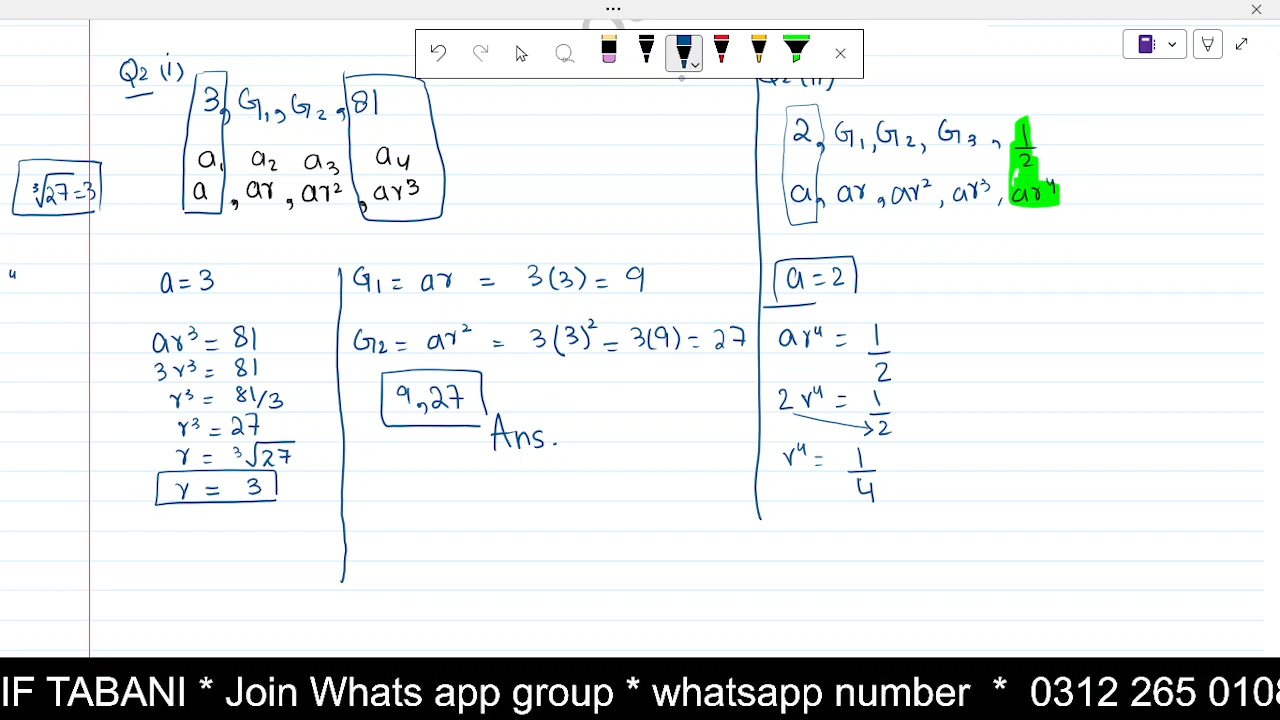 Q2 (i)
3, G₁, G₂, 81
a₁ a₂ a₃ a₄
a, ar, ar², ar³
∛27 = 3
4
a = 3
ar³ = 81
3r³ = 81
r³ = 81/3
r³ = 27
r = ∛27
r = 3
G₁ = ar = 3(3) = 9
G₂ = ar² = 3(3)² = 3(9) = 27
9, 27
Ans.
2, G₁, G₂, G₃, 1/2
a, ar, ar², ar³, ar⁴
a = 2
ar⁴ = 1/2
2r⁴ = 1/2
r⁴ = 1/4
IF TABANI * Join Whats app group * whatsapp number * 0312 265 010